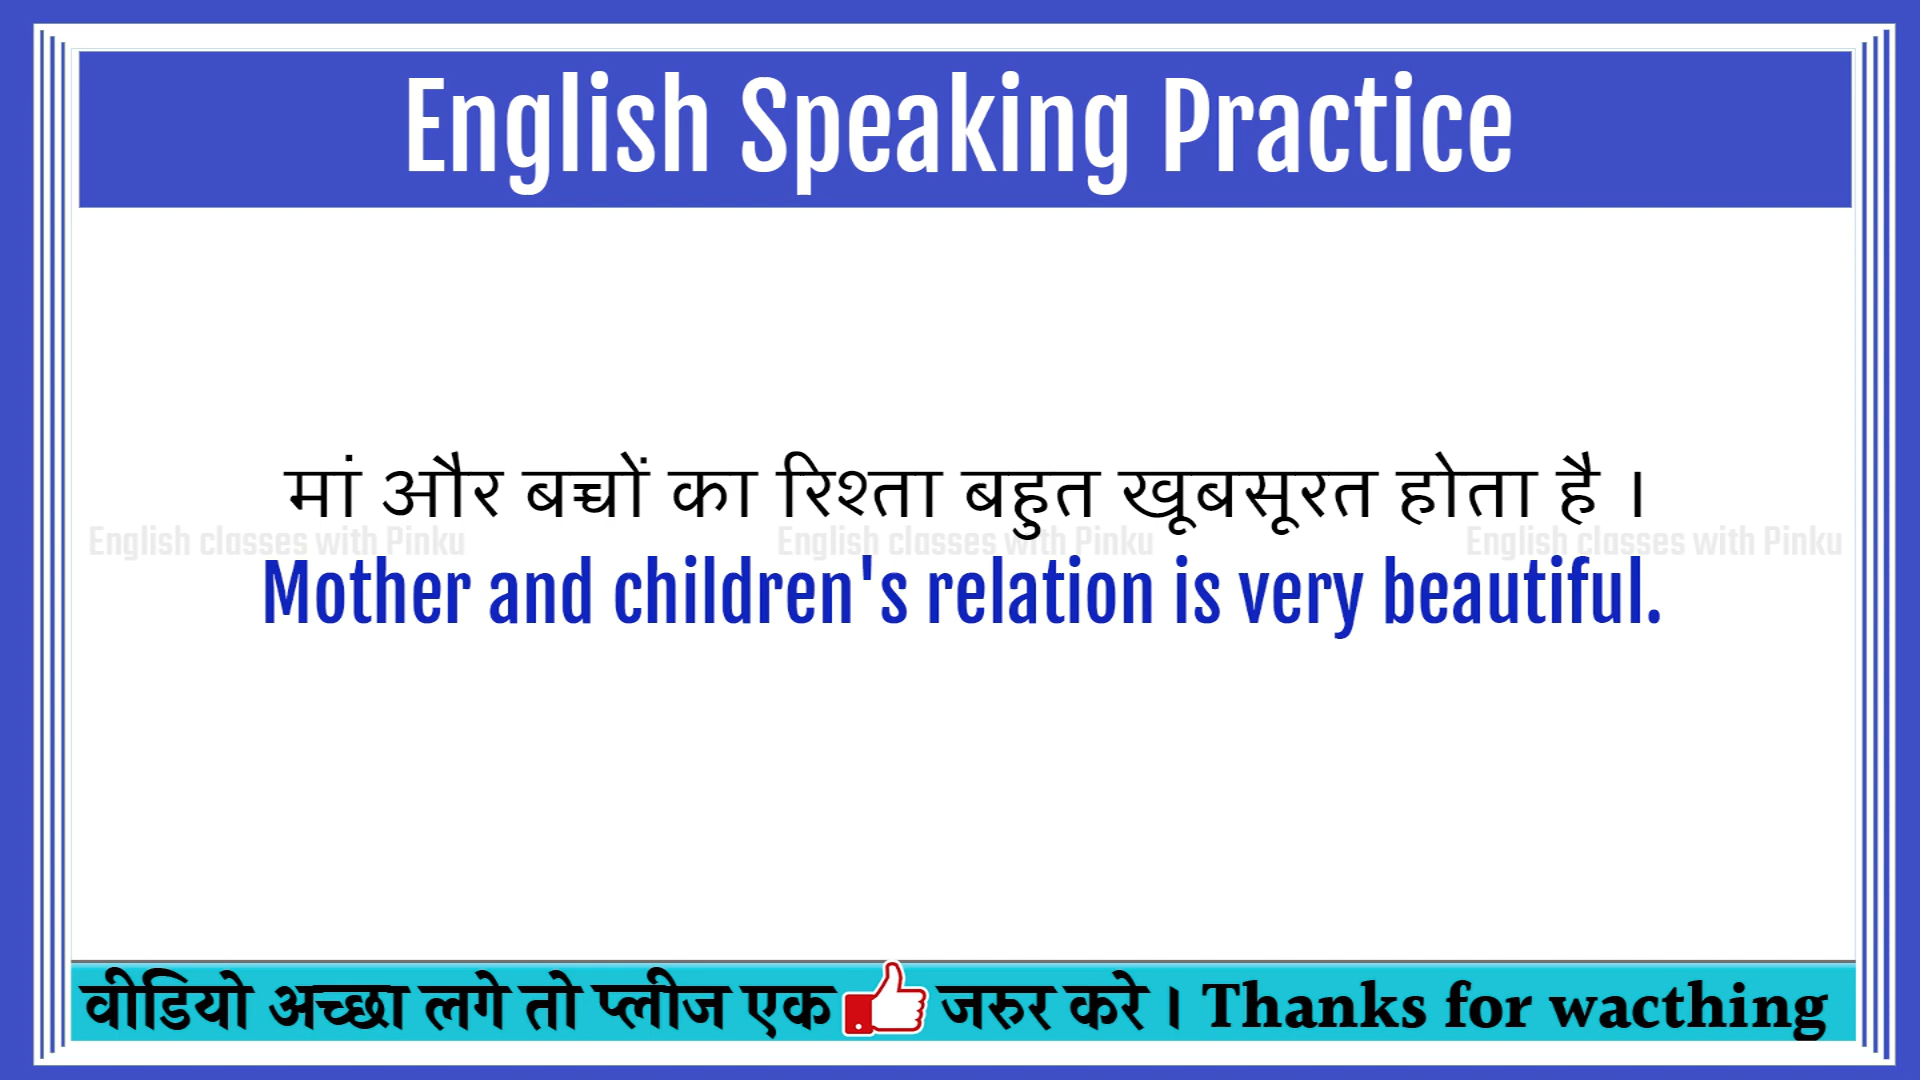 English Speaking Practice
मां और बच्चों का रिश्ता बहुत खूबसूरत होता है ।
English classes with Pinku English classes with Pinku English classes with Pinku
Mother and children's relation is very beautiful.
वीडियो अच्छा लगे तो प्लीज एक जरुर करे । Thanks for wacthing